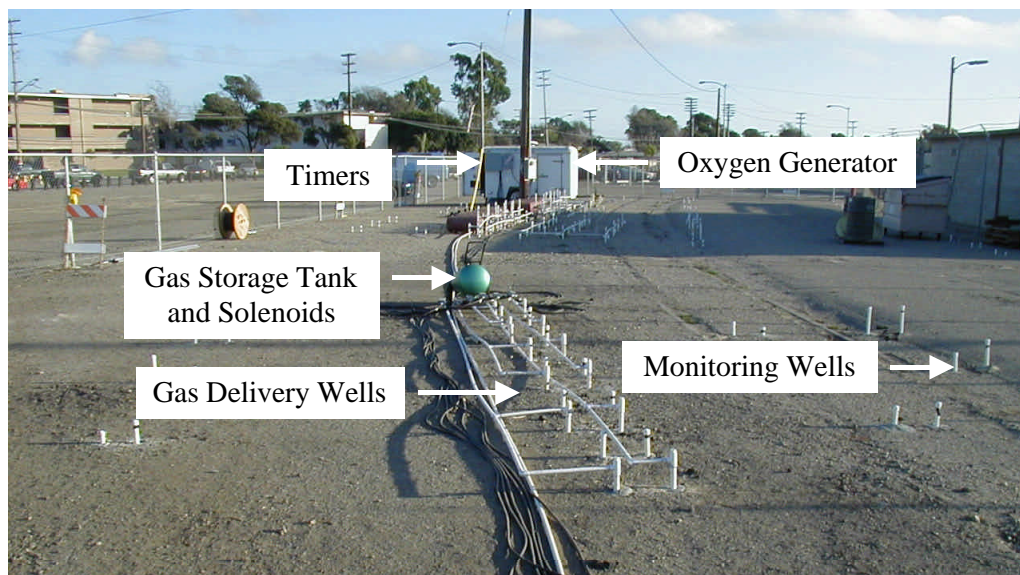 Timers
Oxygen Generator
Gas Storage Tank
and Solenoids
Monitoring Wells
Gas Delivery Wells